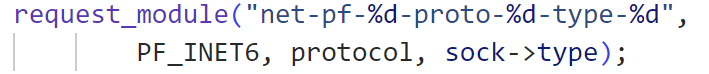 request_module("net-pf-%d-proto-%d-type-%d",
PF_INET6, protocol, sock->type);